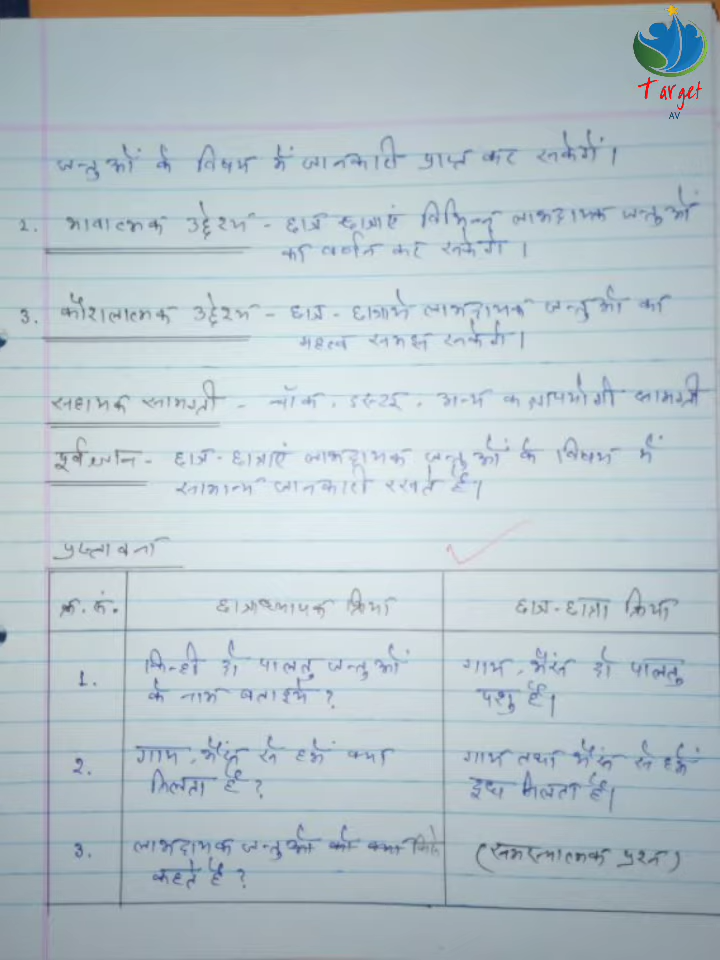 Target
AV
जन्तुओं के विषय में जानकारी प्राप्त कर सकेगें।
2. भावात्मक उद्देश्य - छात्र छात्राएं विभिन्न लाभदायक जन्तुओं
का वर्णन कर सकेगे।
3. कौशलात्मक उद्देश्य - छात्र - छात्रायें लाभदायक जन्तुओं का
महत्व समझ सकेगे।
सहायक सामग्री - चॉक, डस्टर, अन्य कक्षोपयोगी सामग्री
पूर्वज्ञान - छात्र - छात्राएं लाभदायक जन्तुओं के विषय में
सामान्य जानकारी रखते है।
प्रस्तावना
क्र. कं. छात्राध्यापक क्रिया छात्र - छात्रा क्रिया
1. किन्ही दो पालतु जन्तुओं गाय, भैंस दो पालतु
के नाम बताइये? पशु है।
2. गाय, भैंस से हमें क्या गाय तथा भैंस से हमें
मिलता है? दूध मिलता है।
3. लाभदायक जन्तुओं को क्या (समस्यात्मक प्रश्न)
कहते है?